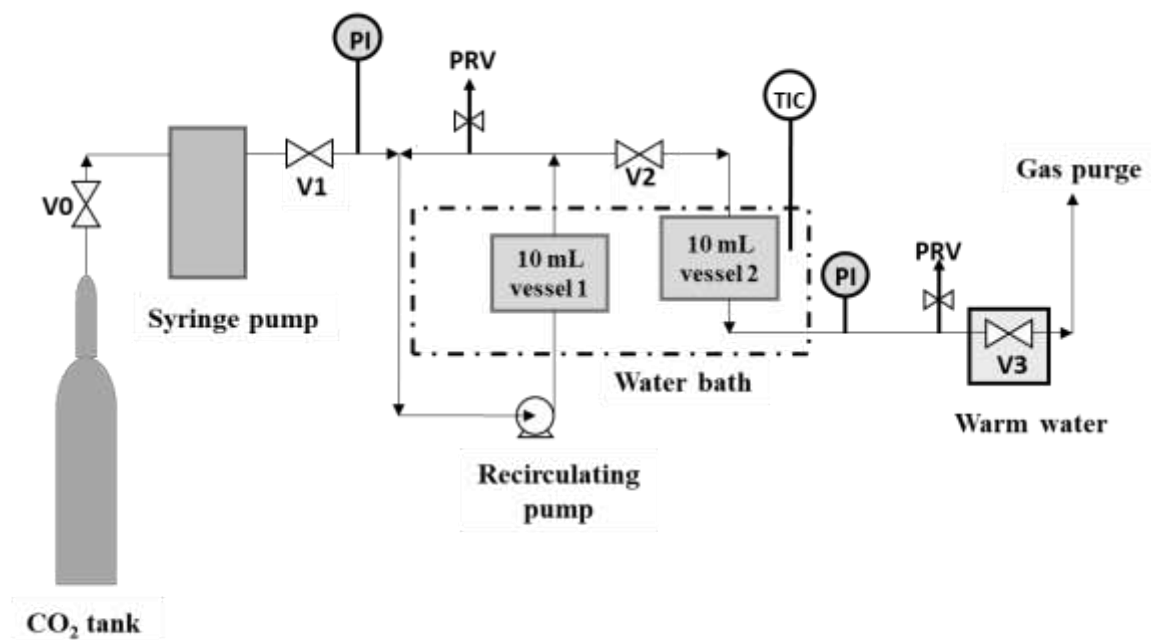 PI
PRV
TIC
V0
V1
V2
Gas purge
10 mL
vessel 1
10 mL
vessel 2
PI
PRV
Syringe pump
V3
Water bath
Warm water
Recirculating
pump
CO₂ tank